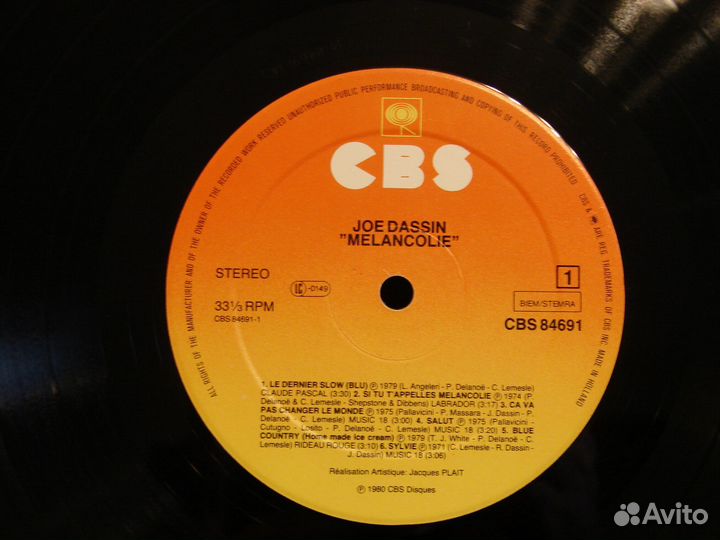 ALL RIGHTS OF THE MANUFACTURER AND OF THE OWNER OF THE RECORDED WORK RESERVED UNAUTHORIZED PUBLIC PERFORMANCE BROADCASTING AND COPYING OF THIS RECORD PROHIBITED
CBS & ARE REG. TRADEMARKS OF CBS INC. MADE IN HOLLAND
CBS
JOE DASSIN
"MELANCOLIE"
STEREO
LC -0149
1
33⅓ RPM
BIEM/STEMRA
CBS 84691-1
CBS 84691
1. LE DERNIER SLOW (BLU) Ⓟ 1979 (L. Angeleri - P. Delanoé - C. Lemesle)
CLAUDE PASCAL (3:30) 2. SI TU T'APPELLES MELANCOLIE Ⓟ 1974 (P.
Delanoë & C. Lemesle - Shepstone & Dibbens) LABRADOR (3:17) 3. CA VA
PAS CHANGER LE MONDE Ⓟ 1975 (Pallavicini - P. Massara - J. Dassin - P.
Delanoé & C. Lemesle) MUSIC 18 (3:00) 4. SALUT Ⓟ 1975 (Pallavicini -
Cutugno - Losito - P. Delanoë & C. Lemesle) MUSIC 18 (3:20) 5. BLUE
COUNTRY (Home made ice cream) Ⓟ 1979 (T. J. White - P. Delanoë - C.
Lemesle) RIDEAU ROUGE (3:10) 6. SYLVIE Ⓟ 1971 (C. Lemesle - R. Dassin -
J. Dassin) MUSIC 18 (3:06)
Réalisation Artistique: Jacques PLAIT
Ⓟ 1980 CBS Disques
Avito